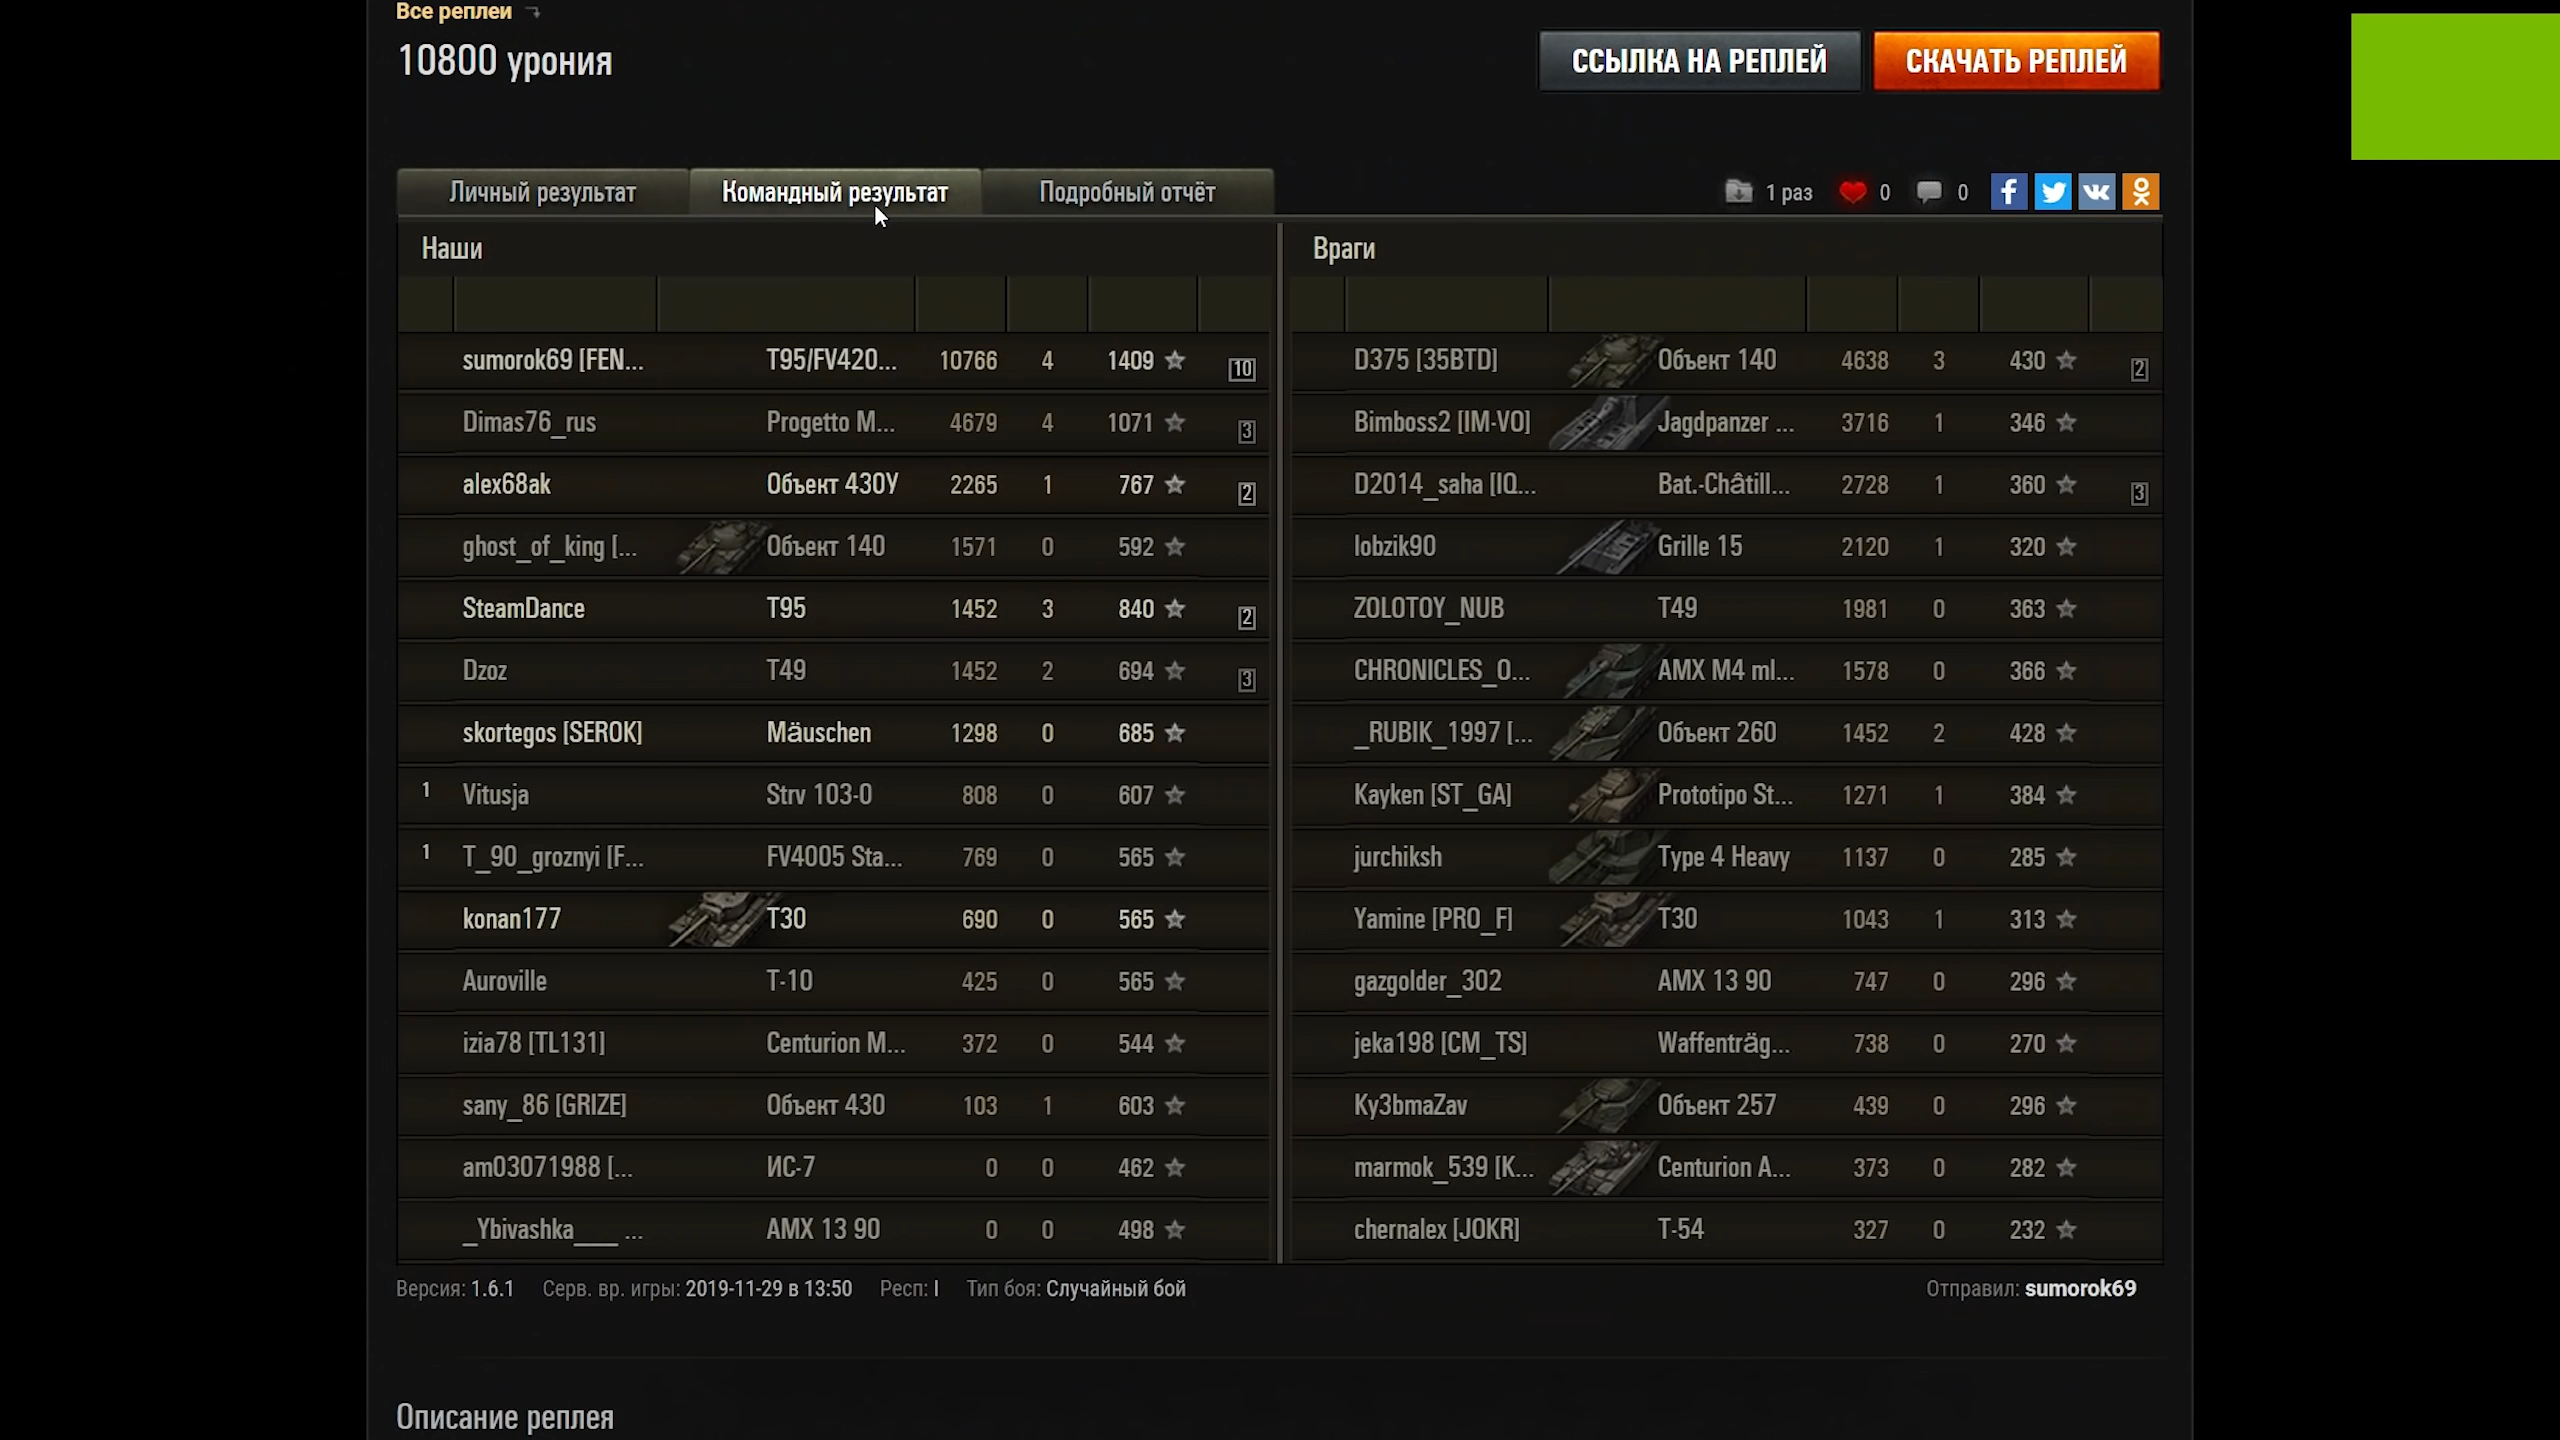 Все реплеи
10800 урония
ССЫЛКА НА РЕПЛЕЙ СКАЧАТЬ РЕПЛЕЙ
Личный результат Командный результат Подробный отчёт 1 раз 0 0
Наши Враги
sumorok69 [FEN... T95/FV420... 10766 4 1409 10 D375 [35BTD] Объект 140 4638 3 430 2
Dimas76_rus Progetto M... 4679 4 1071 3 Bimboss2 [IM-VO] Jagdpanzer ... 3716 1 346
alex68ak Объект 430У 2265 1 767 2 D2014_saha [IQ... Bat.-Châtill... 2728 1 360 3
ghost_of_king [... Объект 140 1571 0 592 lobzik90 Grille 15 2120 1 320
SteamDance T95 1452 3 840 2 ZOLOTOY_NUB T49 1981 0 363
Dzoz T49 1452 2 694 3 CHRONICLES_O... AMX M4 ml... 1578 0 366
skortegos [SEROK] Mäuschen 1298 0 685 _RUBIK_1997 [... Объект 260 1452 2 428
1 Vitusja Strv 103-0 808 0 607 Kayken [ST_GA] Prototipo St... 1271 1 384
1 T_90_groznyi [F... FV4005 Sta... 769 0 565 jurchiksh Type 4 Heavy 1137 0 285
konan177 T30 690 0 565 Yamine [PRO_F] T30 1043 1 313
Auroville Т-10 425 0 565 gazgolder_302 AMX 13 90 747 0 296
izia78 [TL131] Centurion M... 372 0 544 jeka198 [CM_TS] Waffenträg... 738 0 270
sany_86 [GRIZE] Объект 430 103 1 603 Ky3bmaZav Объект 257 439 0 296
am03071988 [... ИС-7 0 0 462 marmok_539 [K... Centurion A... 373 0 282
_Ybivashka___ ... AMX 13 90 0 0 498 chernalex [JOKR] Т-54 327 0 232
Версия: 1.6.1 Серв. вр. игры: 2019-11-29 в 13:50 Респ: I Тип боя: Случайный бой Отправил: sumorok69
Описание реплея